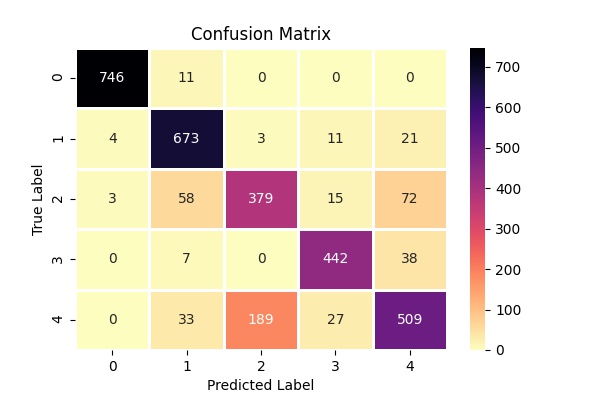 Confusion Matrix
0 746 11 0 0 0
1 4 673 3 11 21
2 3 58 379 15 72
3 0 7 0 442 38
4 0 33 189 27 509
0 1 2 3 4
True Label
Predicted Label
700
600
500
400
300
200
100
0